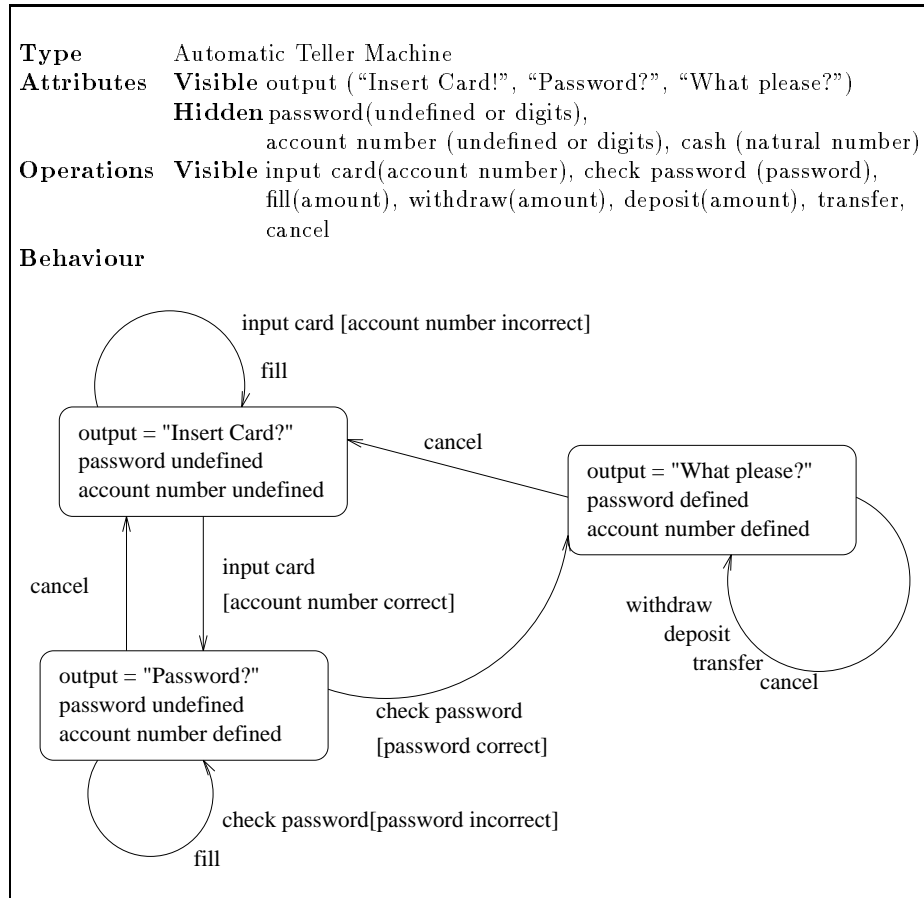 Type Automatic Teller Machine
Attributes Visible output (“Insert Card!”, “Password?”, “What please?”)
Hidden password(undefined or digits),
account number (undefined or digits), cash (natural number)
Operations Visible input card(account number), check password (password),
fill(amount), withdraw(amount), deposit(amount), transfer,
cancel
Behaviour
input card [account number incorrect]
fill
output = "Insert Card?"
password undefined
account number undefined
cancel
output = "What please?"
password defined
account number defined
cancel
input card
[account number correct]
withdraw
deposit
transfer
cancel
output = "Password?"
password undefined
account number defined
check password
[password correct]
check password[password incorrect]
fill